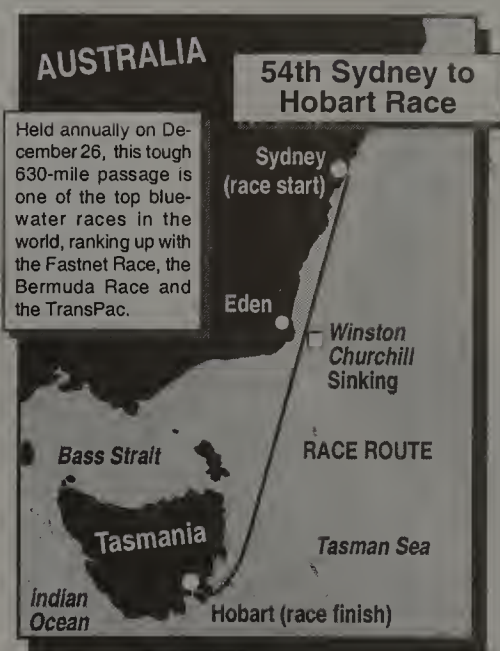 AUSTRALIA
54th Sydney to
Hobart Race
Held annually on De-
cember 26, this tough
630-mile passage is
one of the top blue-
water races in the
world, ranking up with
the Fastnet Race, the
Bermuda Race and
the TransPac.
Sydney
(race start)
Eden
Winston
Churchill
Sinking
Bass Strait
RACE ROUTE
Tasmania
Tasman Sea
Indian
Ocean
Hobart (race finish)